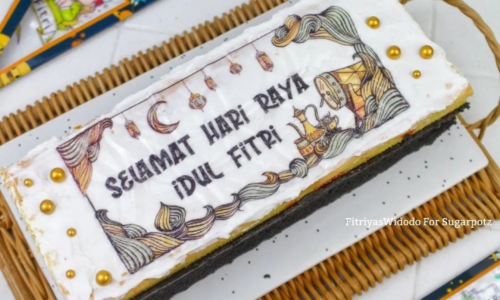 SELAMAT HARI RAYA
IDUL FITRI
FitriyasWidodo For Sugarpotz